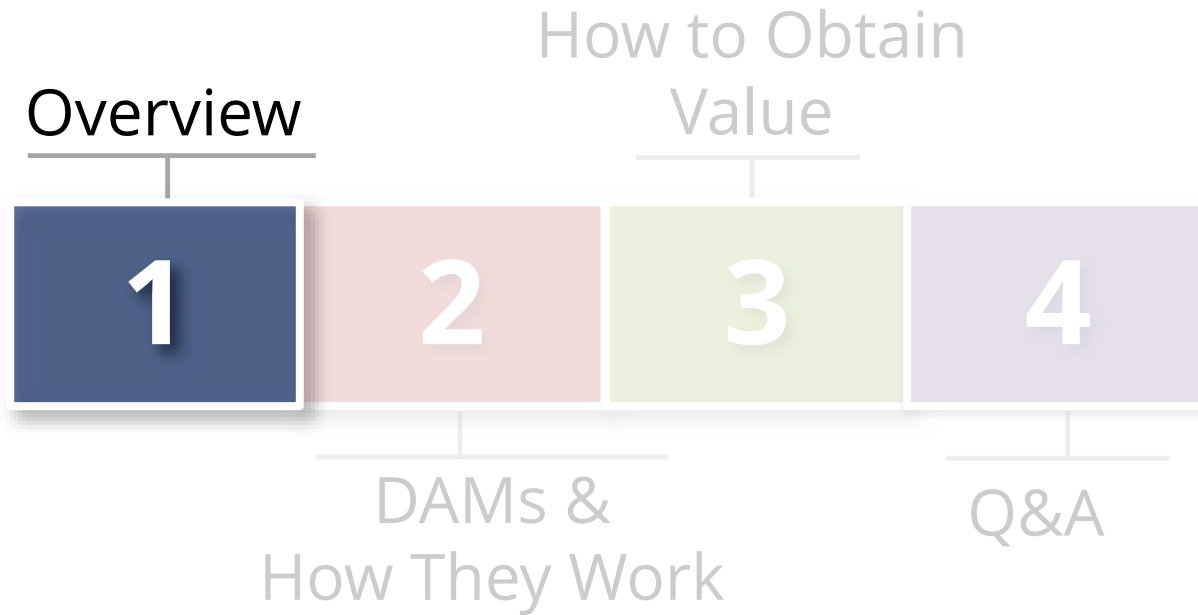 How to Obtain
Value
Overview
1
2
3
4
DAMs &
How They Work
Q&A